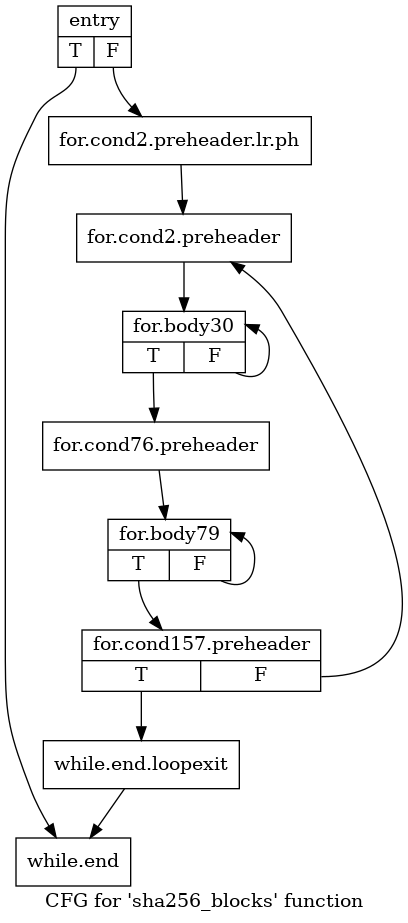 entry
T F
for.cond2.preheader.lr.ph
for.cond2.preheader
for.body30
T F
for.cond76.preheader
for.body79
T F
for.cond157.preheader
T F
while.end.loopexit
while.end
CFG for 'sha256_blocks' function